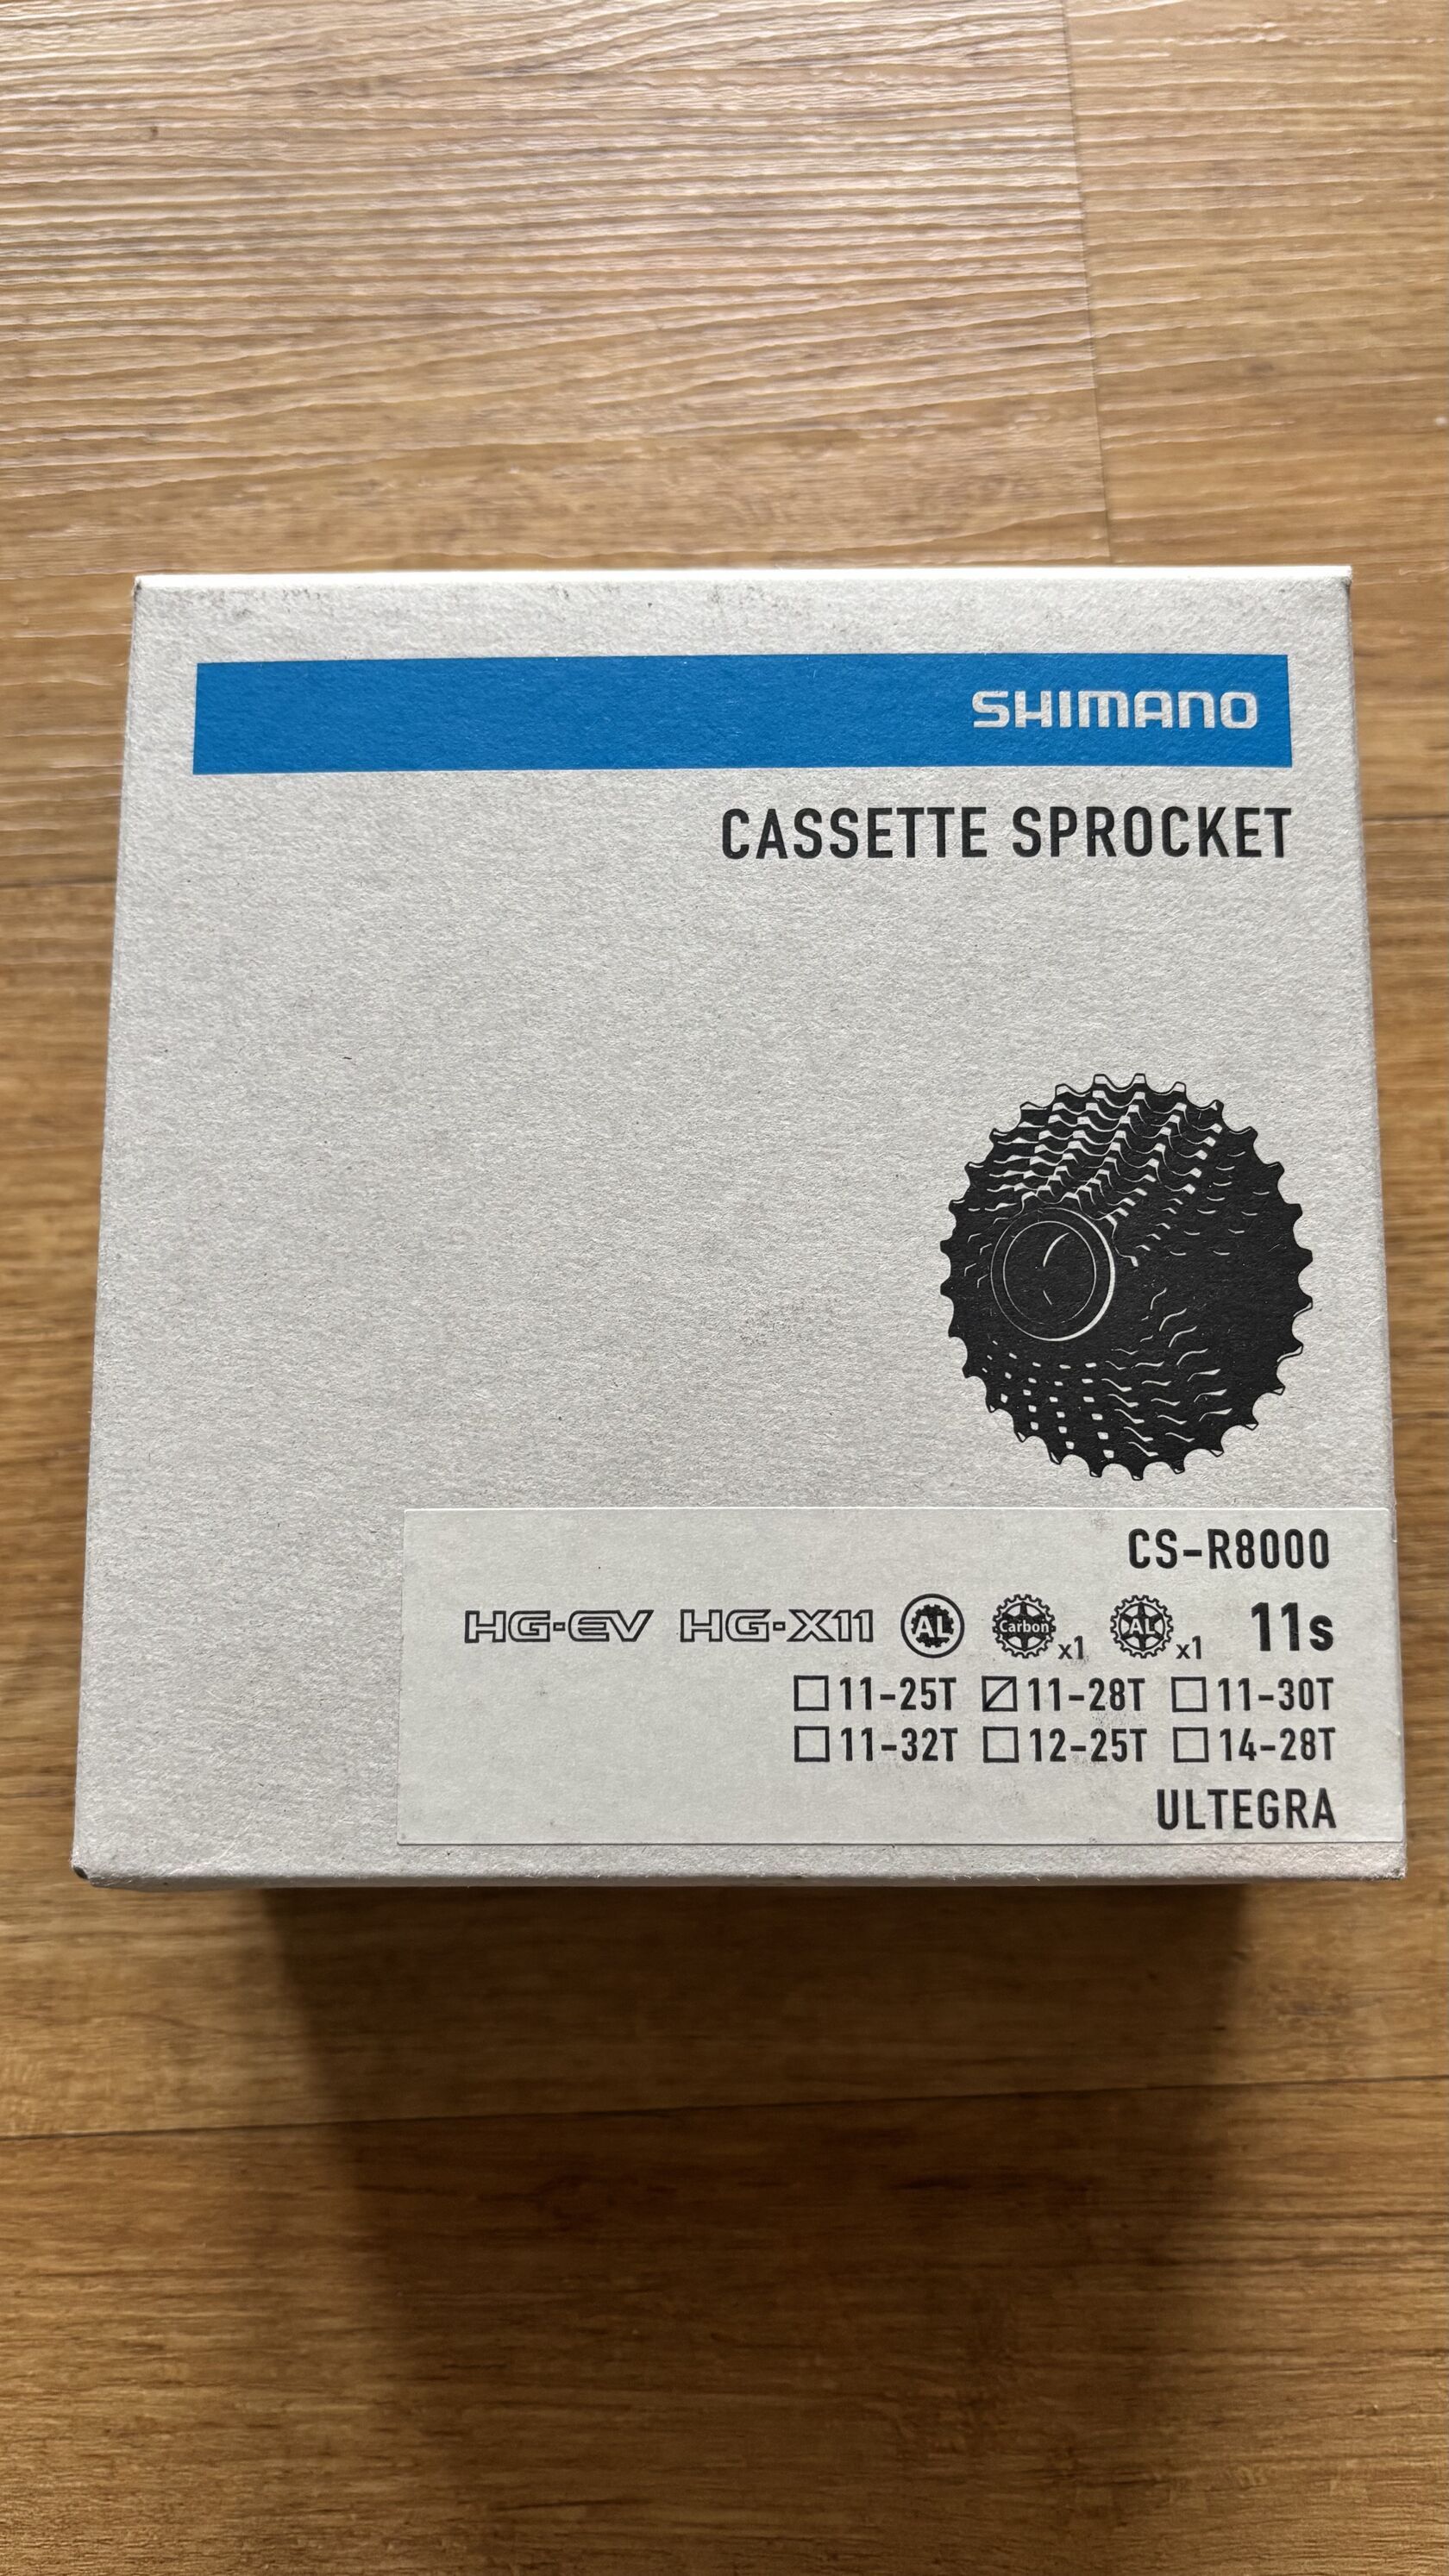 SHIMANO
CASSETTE SPROCKET
CS-R8000
HG-EV HG-X11 AL Carbon x1 AL x1 11s
☐11-25T ☑11-28T ☐11-30T
☐11-32T ☐12-25T ☐14-28T
ULTEGRA